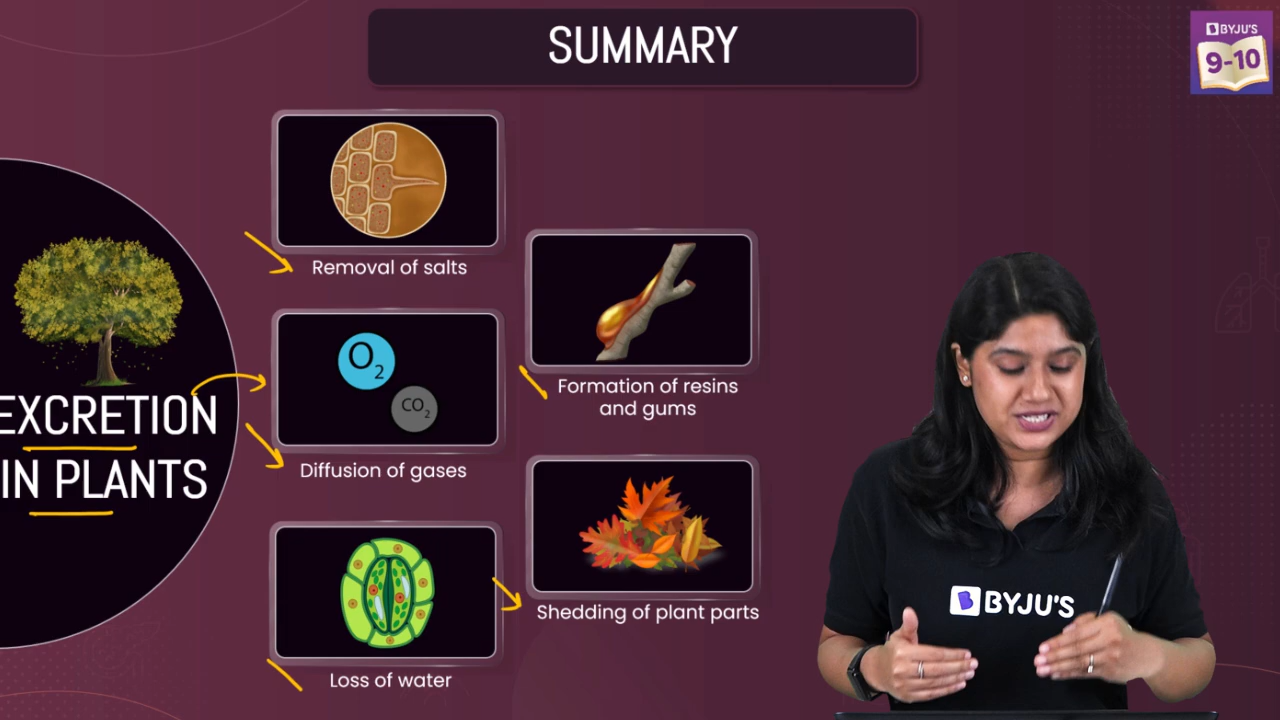 SUMMARY
BYJU'S
9-10
Removal of salts
O2
CO2
Diffusion of gases
Loss of water
Formation of resins
and gums
Shedding of plant parts
EXCRETION
IN PLANTS
BYJU'S